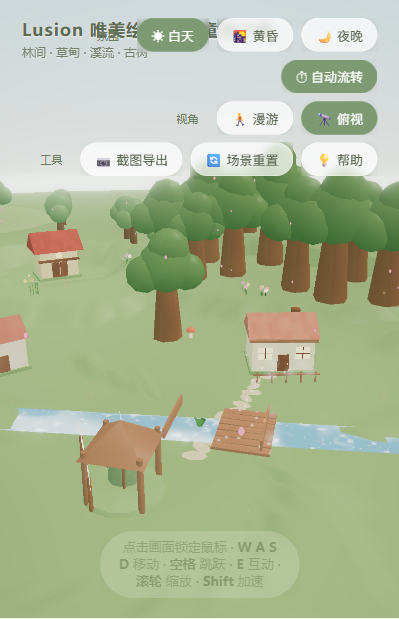 Lusion 唯美绘
林间 · 草甸 · 溪流 · 古树
白天
黄昏
夜晚
自动流转
视角
漫游
俯视
工具
截图导出
场景重置
帮助
点击画面锁定鼠标 · W A S
D 移动 · 空格 跳跃 · E 互动 ·
滚轮 缩放 · Shift 加速